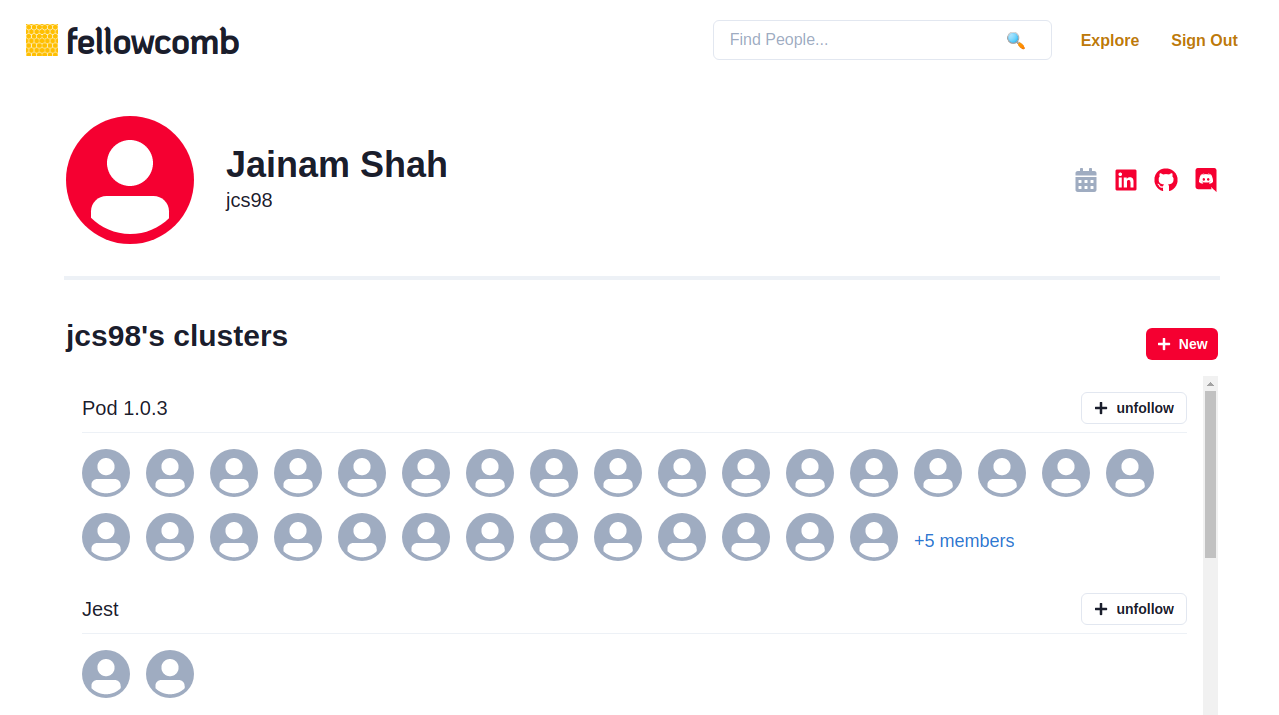 fellowcomb
Find People...
Explore
Sign Out
Jainam Shah
jcs98
jcs98's clusters
New
Pod 1.0.3
unfollow
+5 members
Jest
unfollow